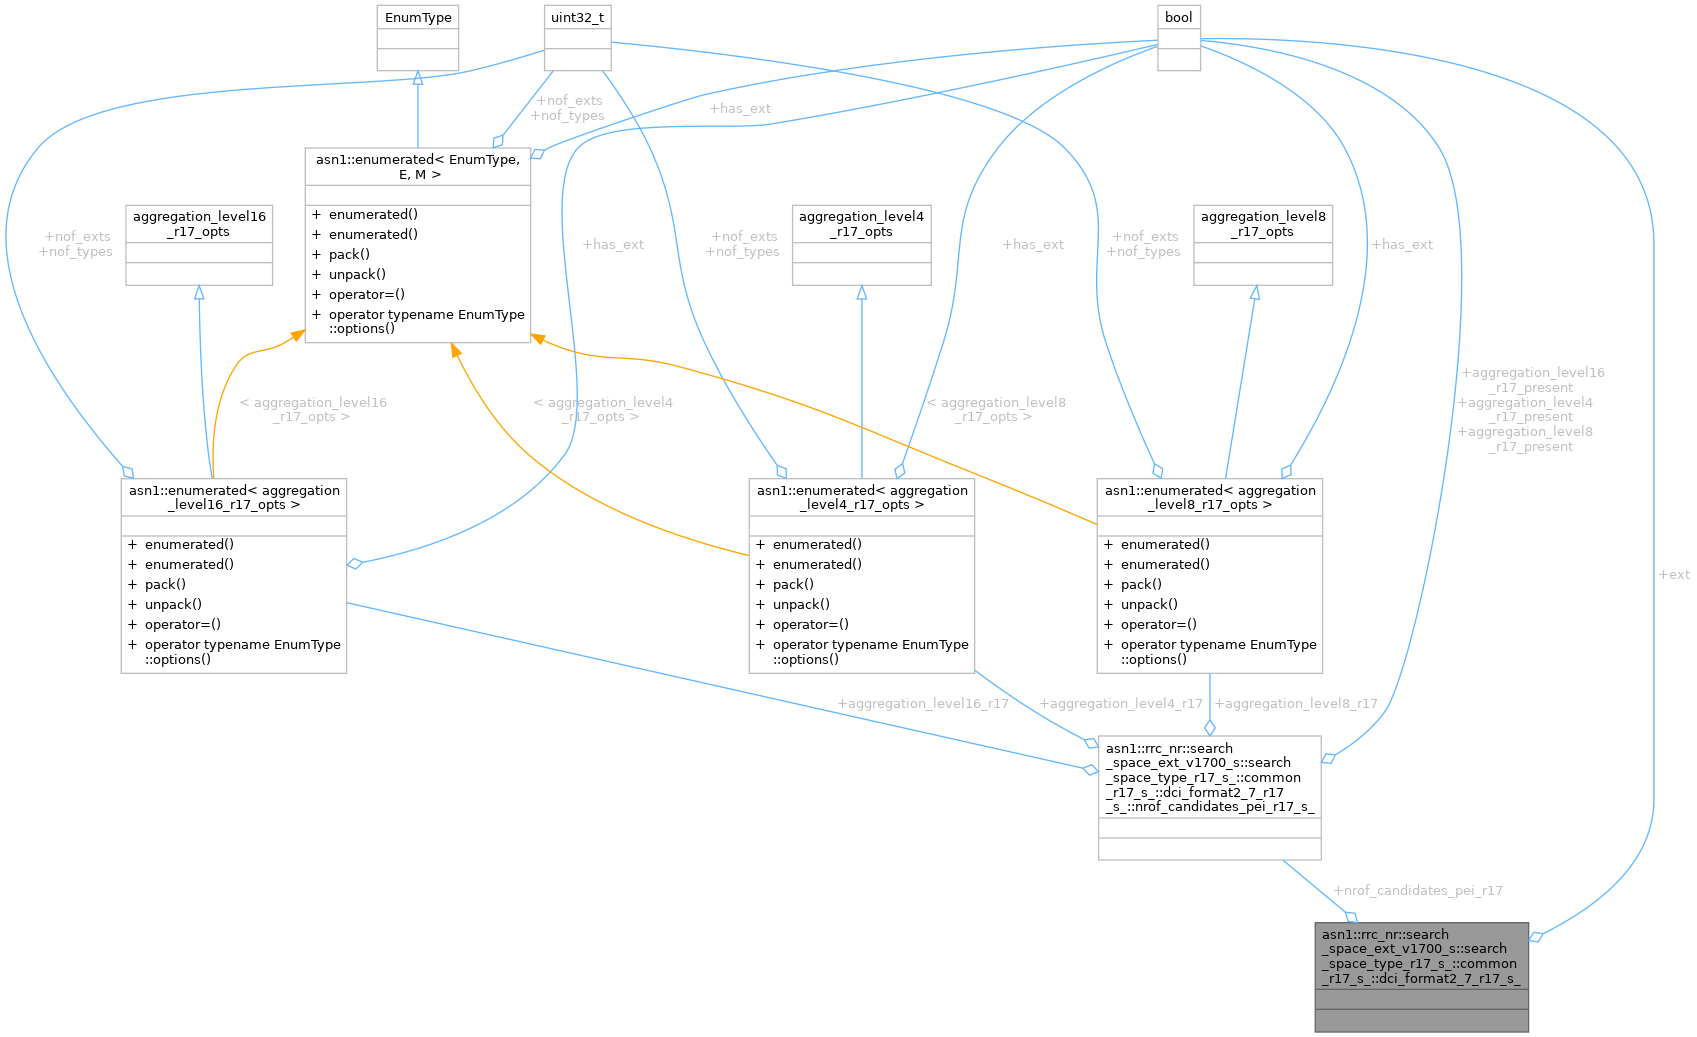 EnumType
uint32_t
bool
+nof_exts
+nof_types
+has_ext
asn1::enumerated< EnumType,
E, M >
+ enumerated()
+ enumerated()
+ pack()
+ unpack()
+ operator=()
+ operator typename EnumType
::options()
aggregation_level16
_r17_opts
aggregation_level4
_r17_opts
aggregation_level8
_r17_opts
+nof_exts
+nof_types
+has_ext
+nof_exts
+nof_types
+has_ext
+nof_exts
+nof_types
+has_ext
< aggregation_level16
_r17_opts >
< aggregation_level4
_r17_opts >
< aggregation_level8
_r17_opts >
+aggregation_level16
_r17_present
+aggregation_level4
_r17_present
+aggregation_level8
_r17_present
asn1::enumerated< aggregation
_level16_r17_opts >
+ enumerated()
+ enumerated()
+ pack()
+ unpack()
+ operator=()
+ operator typename EnumType
::options()
asn1::enumerated< aggregation
_level4_r17_opts >
+ enumerated()
+ enumerated()
+ pack()
+ unpack()
+ operator=()
+ operator typename EnumType
::options()
asn1::enumerated< aggregation
_level8_r17_opts >
+ enumerated()
+ enumerated()
+ pack()
+ unpack()
+ operator=()
+ operator typename EnumType
::options()
+ext
+aggregation_level16_r17
+aggregation_level4_r17
+aggregation_level8_r17
asn1::rrc_nr::search
_space_ext_v1700_s::search
_space_type_r17_s_::common
_r17_s_::dci_format2_7_r17
_s_::nrof_candidates_pei_r17_s_
+nrof_candidates_pei_r17
asn1::rrc_nr::search
_space_ext_v1700_s::search
_space_type_r17_s_::common
_r17_s_::dci_format2_7_r17_s_